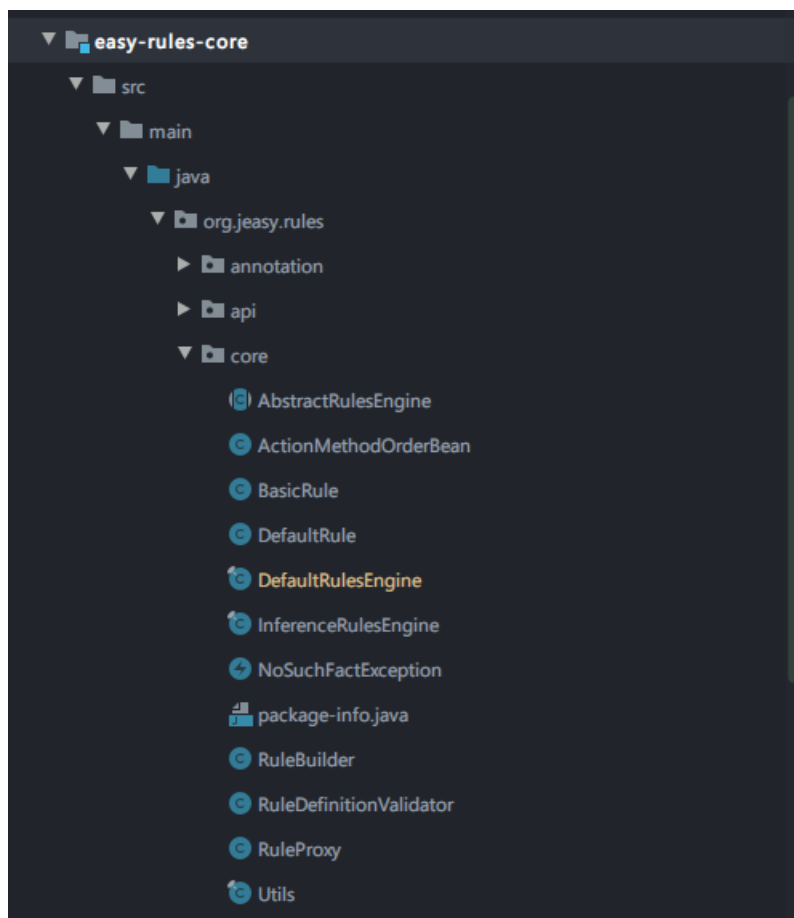 easy-rules-core
src
main
java
org.jeasy.rules
annotation
api
core
AbstractRulesEngine
ActionMethodOrderBean
BasicRule
DefaultRule
DefaultRulesEngine
InferenceRulesEngine
NoSuchFactException
package-info.java
RuleBuilder
RuleDefinitionValidator
RuleProxy
Utils